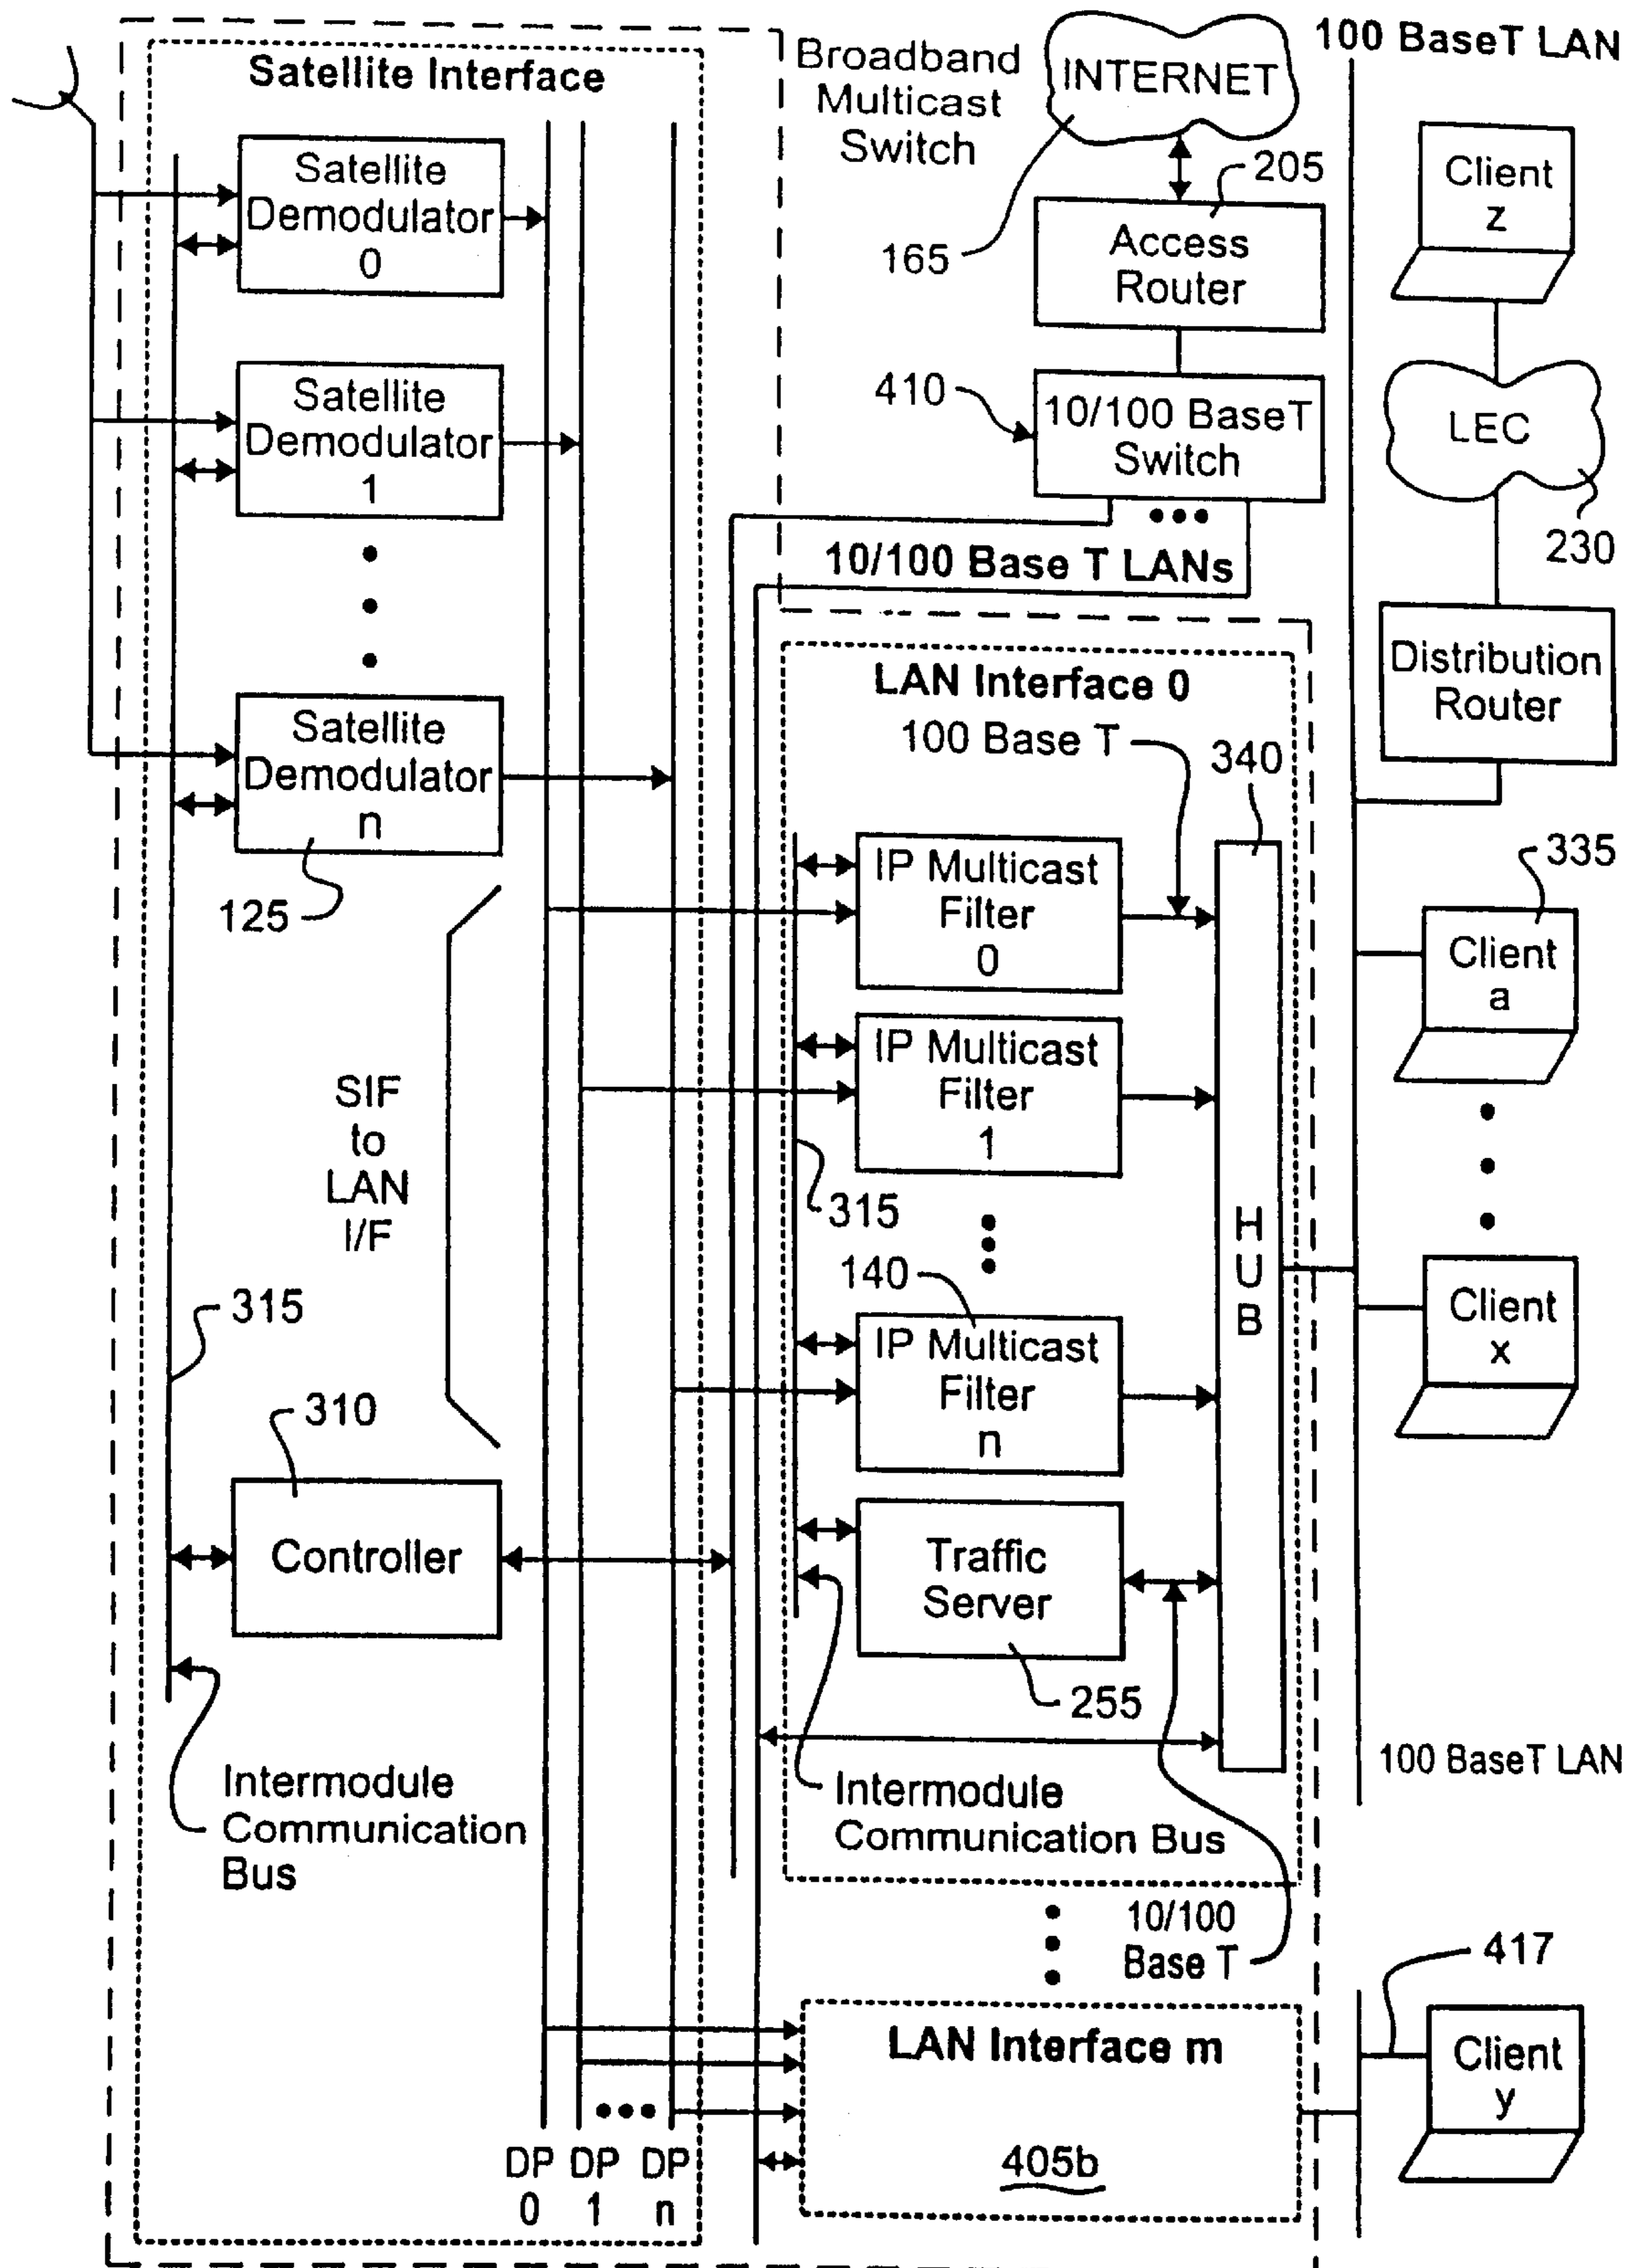 Satellite Interface
Broadband
Multicast
Switch
INTERNET
165
205
Access
Router
410
10/100 BaseT
Switch
10/100 Base T LANs
100 BaseT LAN
Client
z
LEC
230
Distribution
Router
Satellite
Demodulator
0
Satellite
Demodulator
1
Satellite
Demodulator
n
125
SIF
to
LAN
I/F
315
310
Controller
Intermodule
Communication
Bus
DP
0
DP
1
DP
n
LAN Interface 0
100 Base T
340
IP Multicast
Filter
0
IP Multicast
Filter
1
315
140
IP Multicast
Filter
n
Traffic
Server
255
HUB
Intermodule
Communication Bus
10/100
Base T
335
Client
a
Client
x
100 BaseT LAN
LAN Interface m
405b
417
Client
y